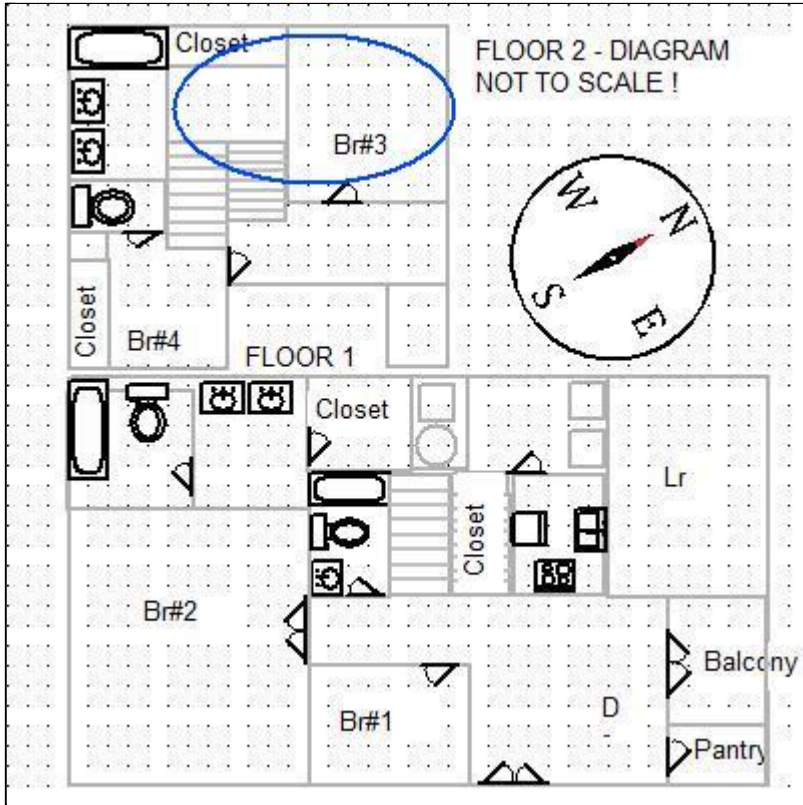 Closet
FLOOR 2 - DIAGRAM
NOT TO SCALE !
Br#3
W
N
S
E
Closet
Br#4
FLOOR 1
Closet
Lr
Closet
Br#2
Balcony
Br#1
D
Pantry